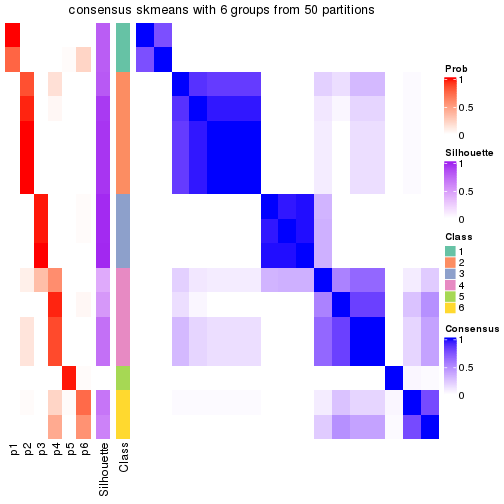 consensus skmeans with 6 groups from 50 partitions
Prob
1
0.5
0
Silhouette
1
0.5
0
Class
1
2
3
4
5
6
Consensus
1
0.5
0
p1
p2
p3
p4
p5
p6
Silhouette
Class